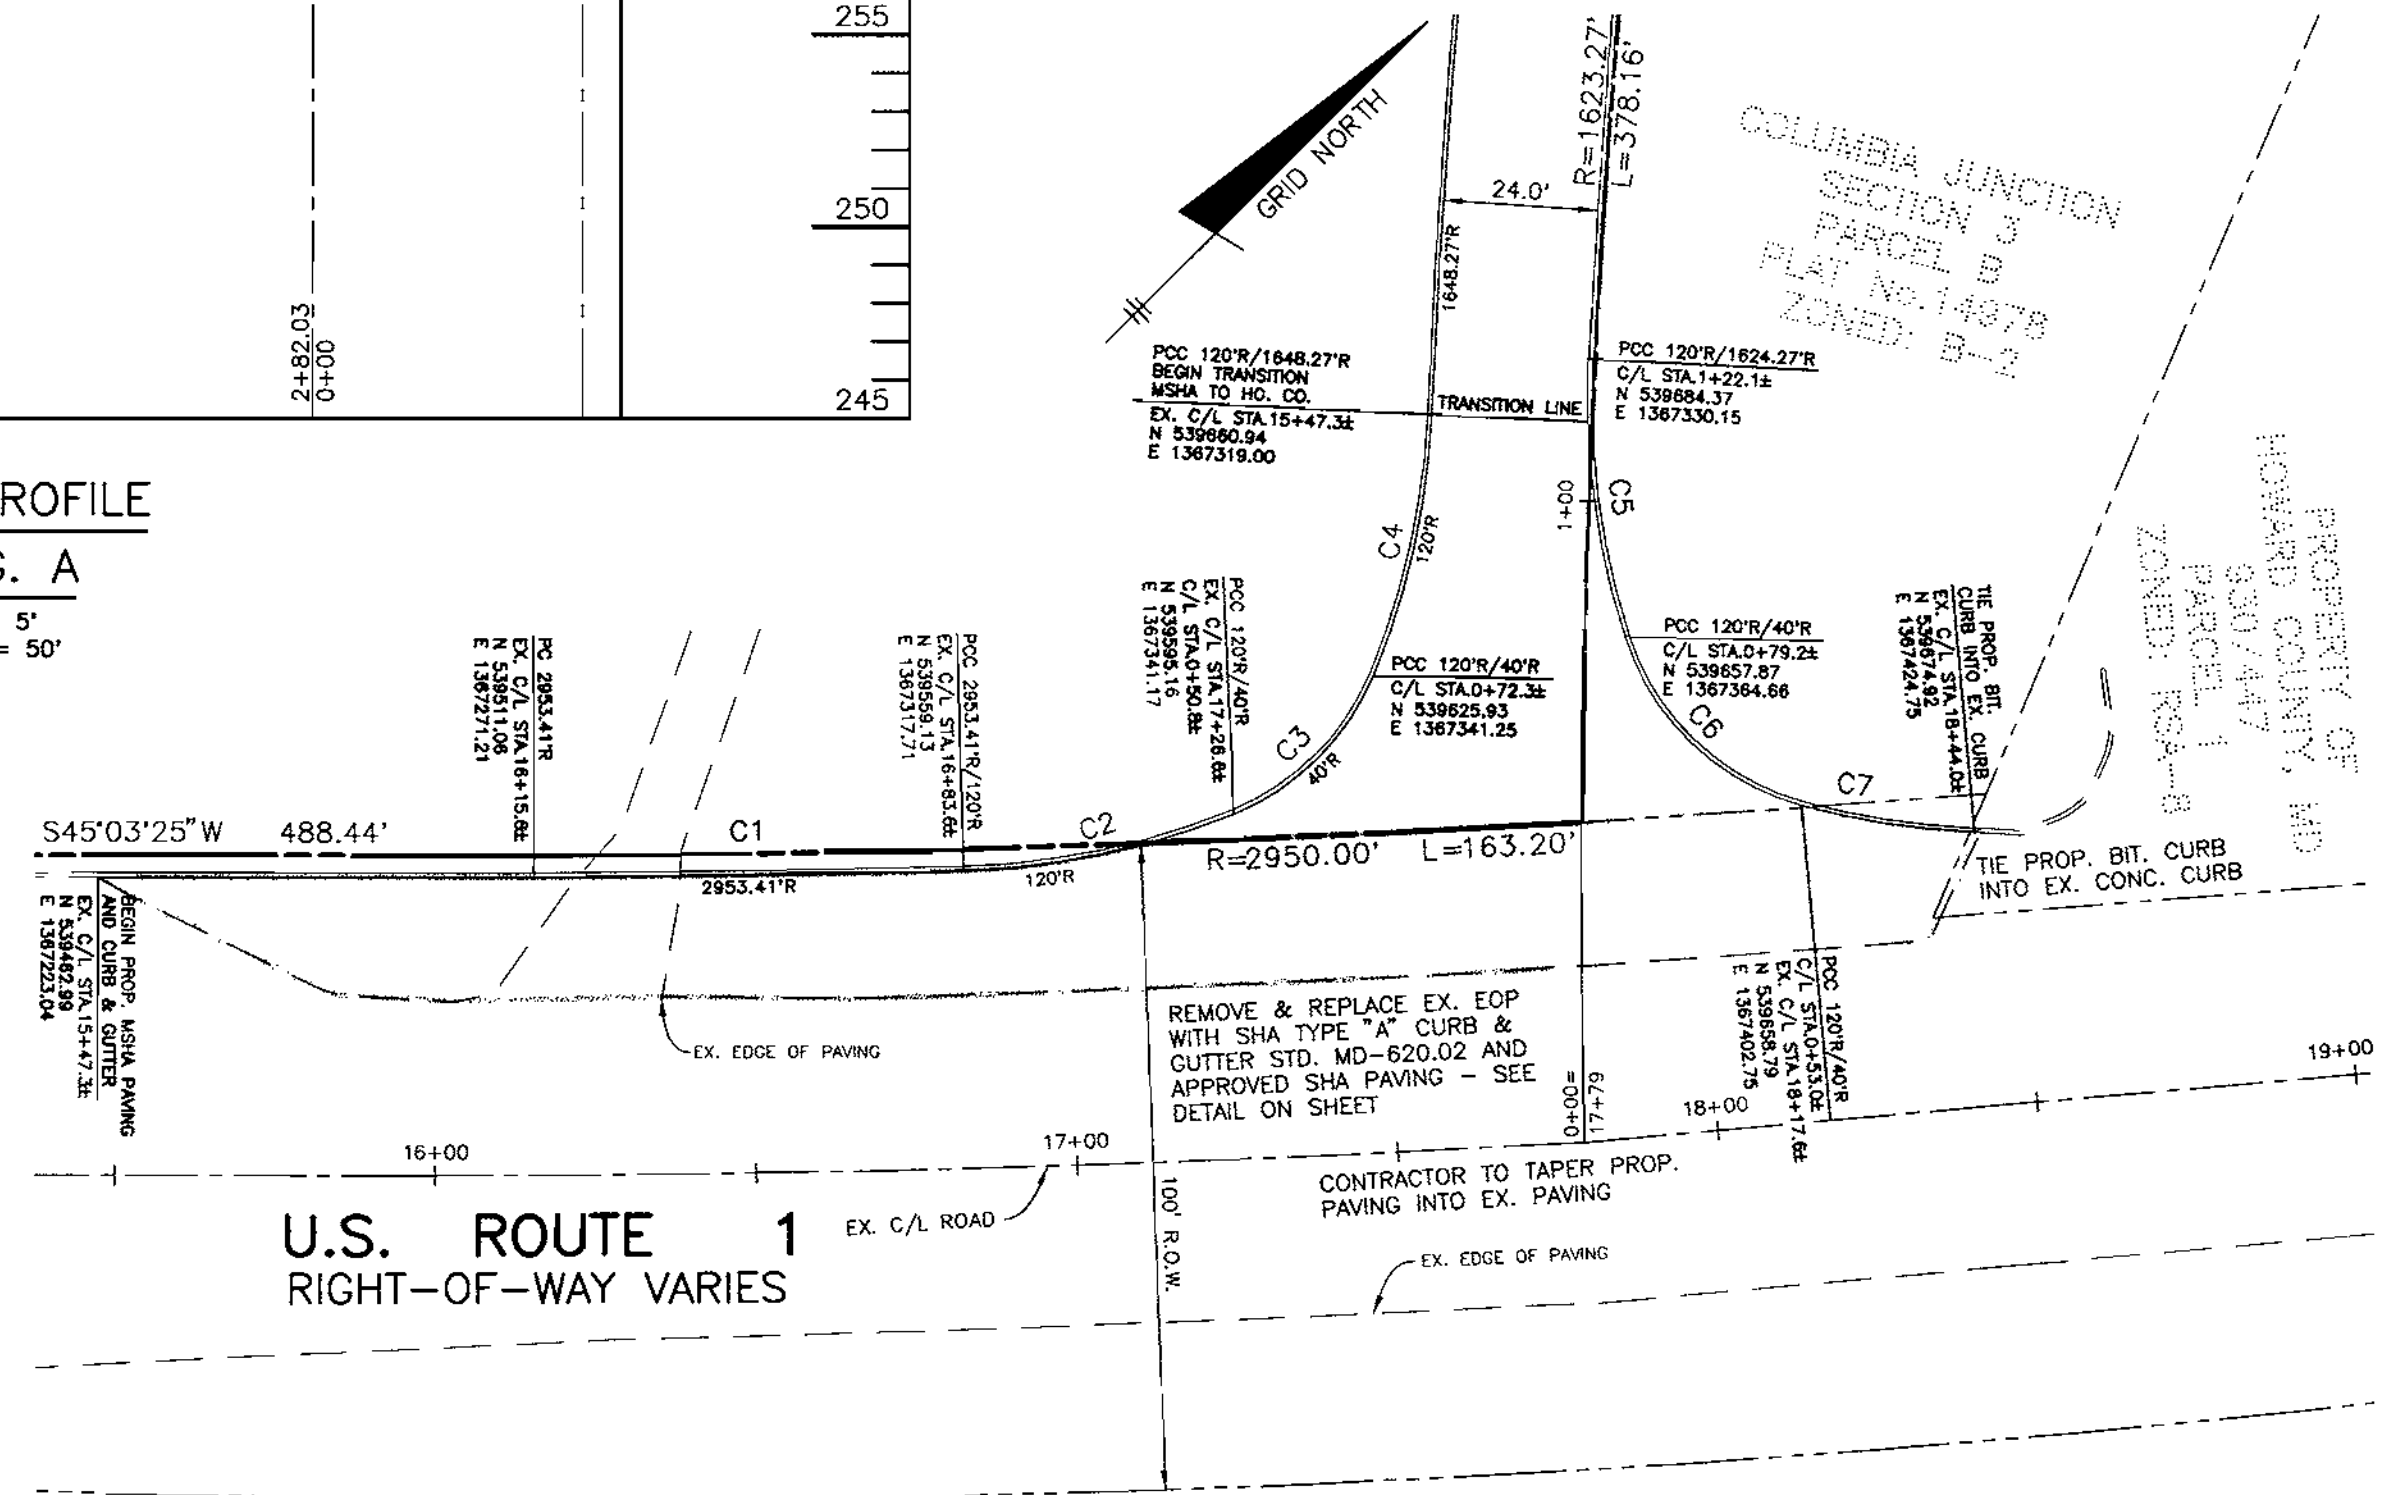 255
250
245
2+82.03
0+00
ROFILE
G. A
5'
= 50'
GRID NORTH
R=1623.27'
L=378.16'
24.0'
1648.27'R
COLUMBIA JUNCTION
SECTION 3
PARCEL B
PLAT No.14978
ZONED: B-2
PCC 120'R/1648.27'R
BEGIN TRANSITION
MSHA TO HO. CO.
EX. C/L STA.15+47.3±
N 539660.94
E 1367319.00
TRANSITION LINE
PCC 120'R/1624.27'R
C/L STA.1+22.1±
N 539684.37
E 1367330.15
1+00
C5
C4
120'R
PROPERTY OF
HOWARD COUNTY, MD
630/447
PARCEL 1
ZONED: RSA-8
PC 2953.41'R
EX. C/L STA.16+15.8±
N 539511.06
E 1367271.21
PCC 2953.41'R/120'R
EX. C/L STA.16+83.6±
N 539559.13
E 1367317.71
PCC 120'R/40'R
EX. C/L STA.17+26.8±
C/L STA.0+50.8±
N 539595.16
E 1367341.17
PCC 120'R/40'R
C/L STA.0+72.3±
N 539625.93
E 1367341.25
PCC 120'R/40'R
C/L STA.0+79.2±
N 539657.87
E 1367364.66
TIE PROP. BIT.
CURB INTO EX CURB
EX. C/L STA.18+44.0±
N 539674.92
E 1367424.75
C3
40'R
C6
C7
S45°03'25"W 488.44'
C1
C2
2953.41'R
120'R
R=2950.00' L=163.20'
TIE PROP. BIT. CURB
INTO EX. CONC. CURB
BEGIN PROP. MSHA PAVING
AND CURB & GUTTER
EX. C/L STA.15+47.3±
N 539462.99
E 1367223.04
EX. EDGE OF PAVING
REMOVE & REPLACE EX. EOP
WITH SHA TYPE "A" CURB &
GUTTER STD. MD-620.02 AND
APPROVED SHA PAVING - SEE
DETAIL ON SHEET
0+00=
17+79
PCC 120'R/40'R
C/L STA.0+53.0±
EX. C/L STA.18+17.6±
N 539658.79
E 1367402.75
16+00
17+00
18+00
19+00
U.S. ROUTE 1
RIGHT-OF-WAY VARIES
EX. C/L ROAD
100' R.O.W.
CONTRACTOR TO TAPER PROP.
PAVING INTO EX. PAVING
EX. EDGE OF PAVING